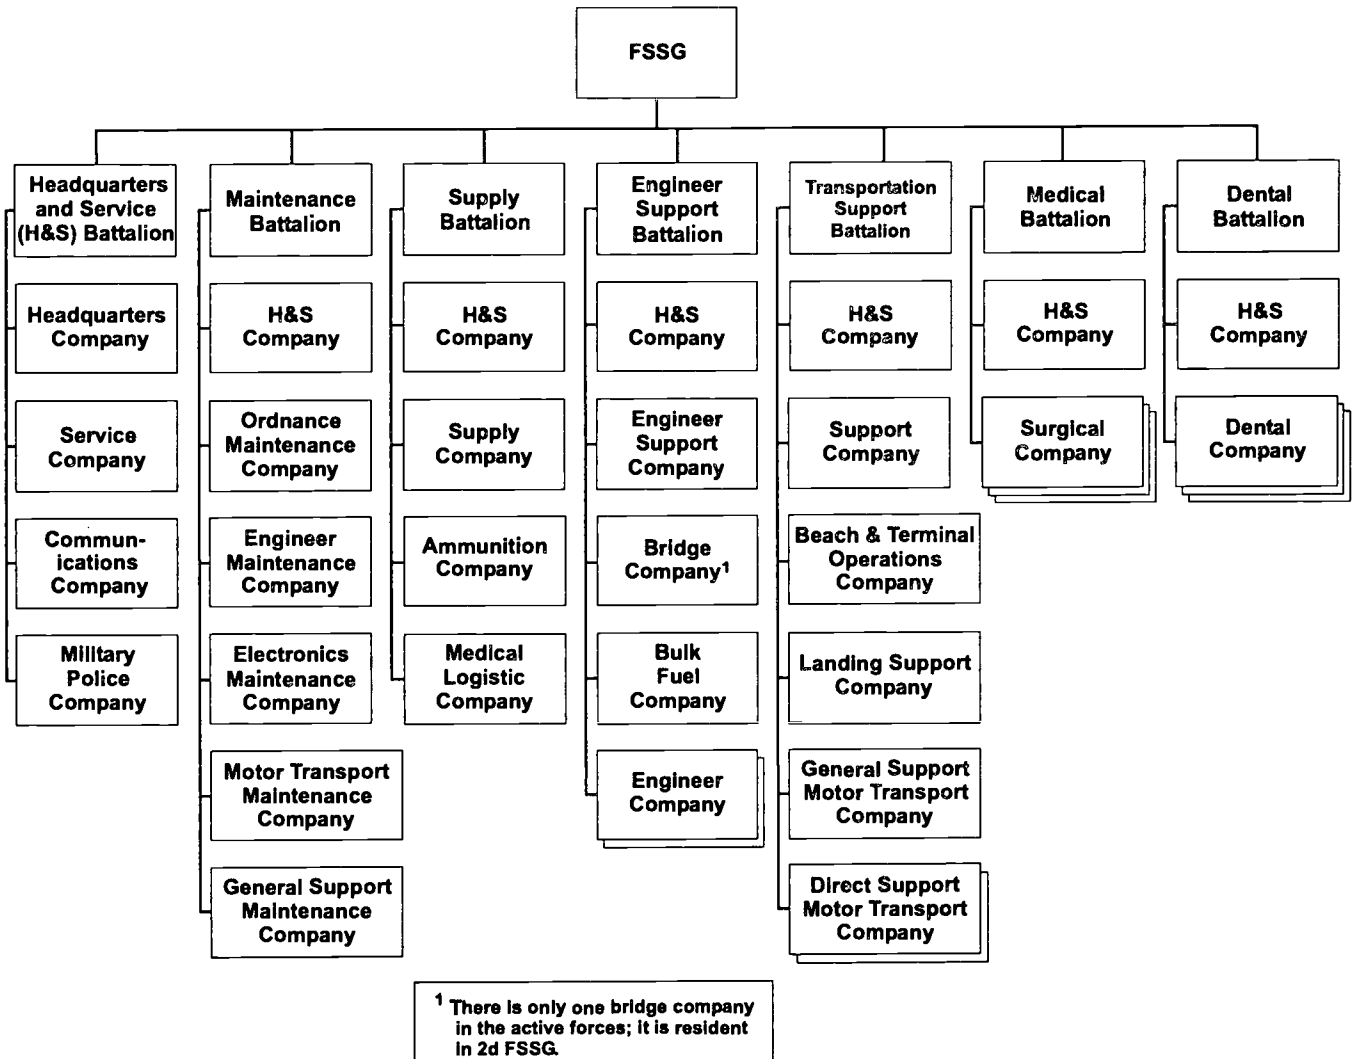 FSSG
Headquarters
and Service
(H&S) Battalion
Headquarters
Company
Service
Company
Commun-
ications
Company
Military
Police
Company
Maintenance
Battalion
H&S
Company
Ordnance
Maintenance
Company
Engineer
Maintenance
Company
Electronics
Maintenance
Company
Motor Transport
Maintenance
Company
General Support
Maintenance
Company
Supply
Battalion
H&S
Company
Supply
Company
Ammunition
Company
Medical
Logistic
Company
Engineer
Support
Battalion
H&S
Company
Engineer
Support
Company
Bridge
Company¹
Bulk
Fuel
Company
Engineer
Company
Transportation
Support
Battalion
H&S
Company
Support
Company
Beach & Terminal
Operations
Company
Landing Support
Company
General Support
Motor Transport
Company
Direct Support
Motor Transport
Company
Medical
Battalion
H&S
Company
Surgical
Company
Dental
Battalion
H&S
Company
Dental
Company
¹ There is only one bridge company
in the active forces; it is resident
in 2d FSSG.